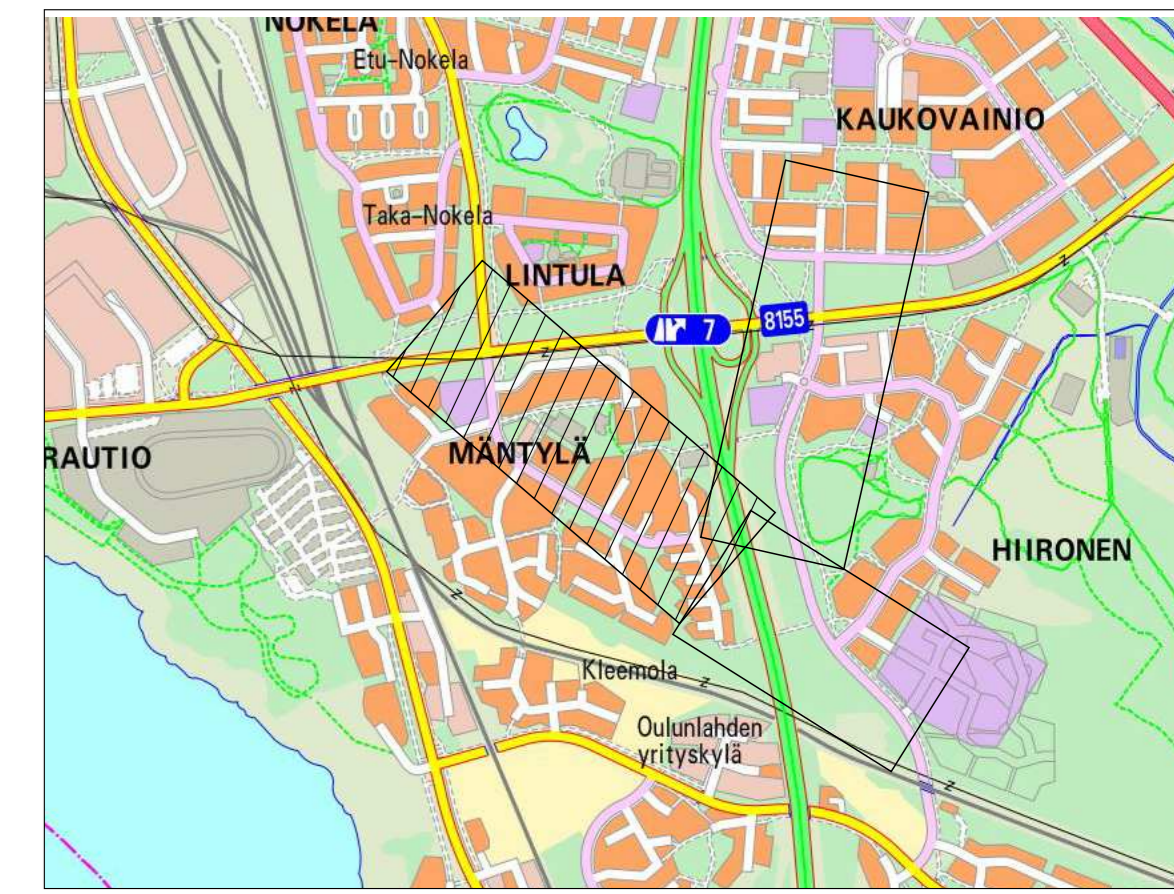 NOKELA
Etu-Nokela
KAUKOVAINIO
Taka-Nokela
LINTULA
7
8155
RAUTIO
MÄNTYLÄ
HIIRONEN
Kleemola
Oulunlahden
yrityskylä